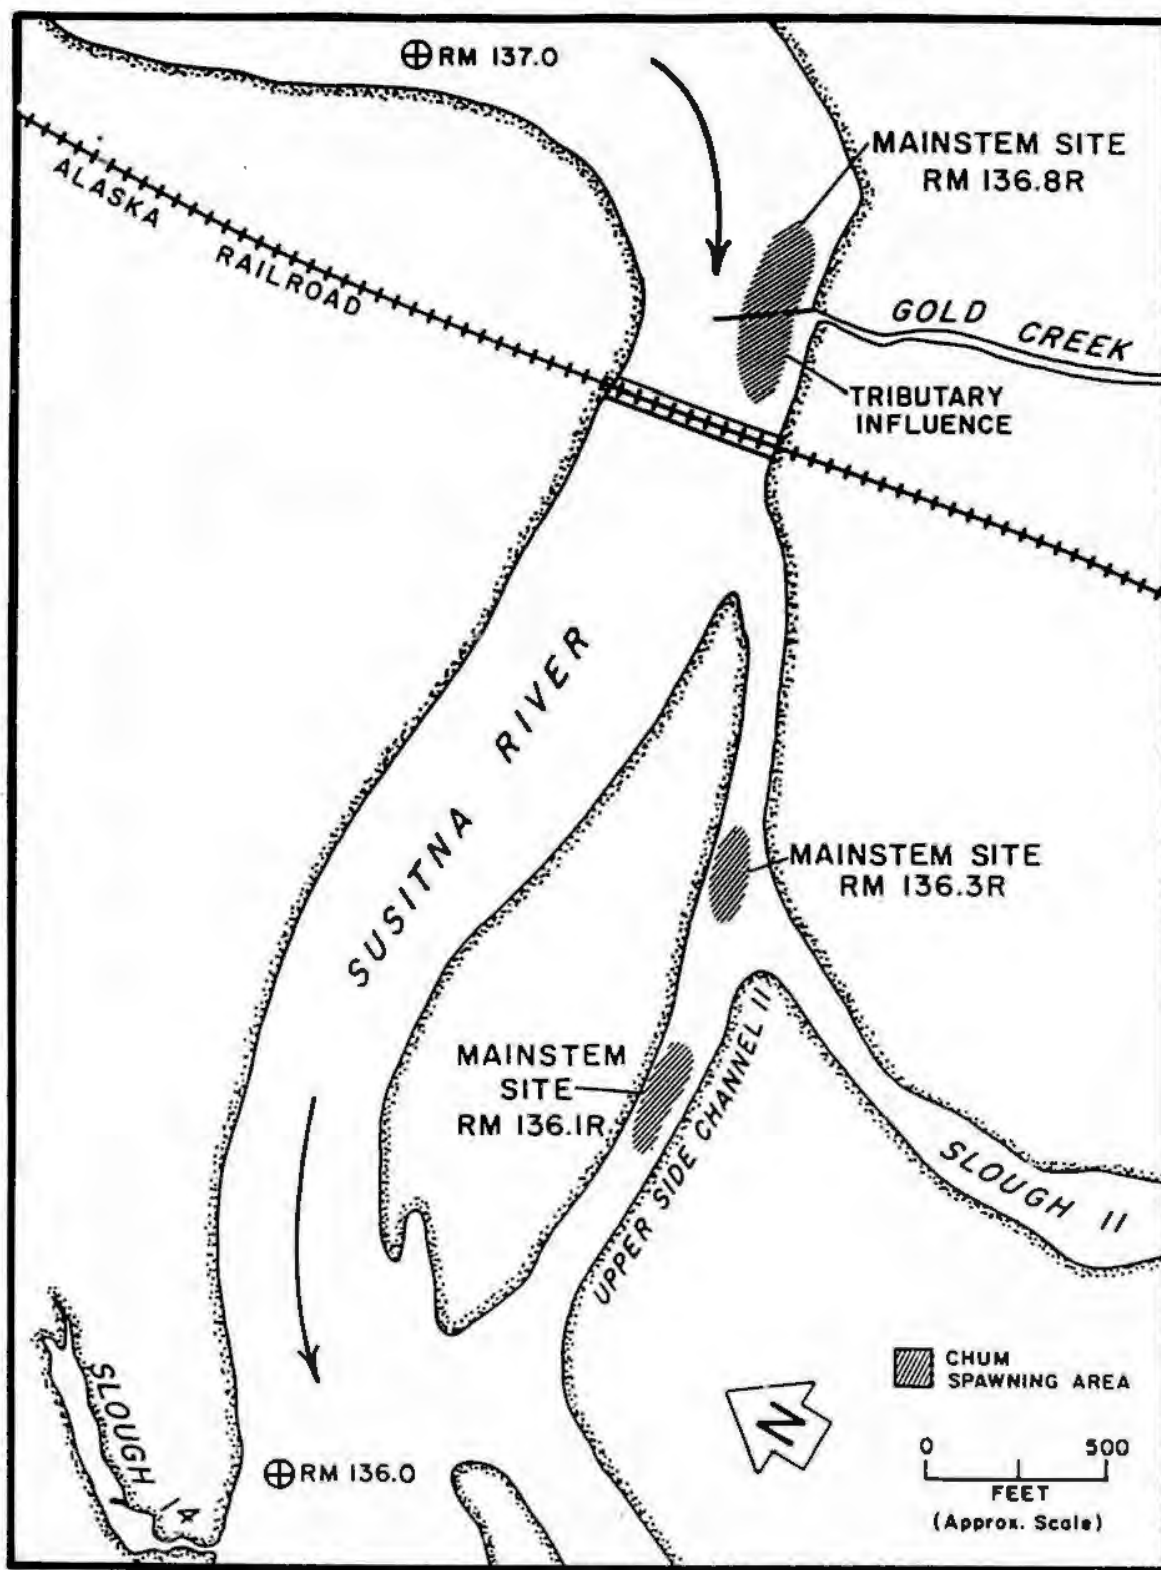 RM 137.0
MAINSTEM SITE
RM 136.8R
ALASKA RAILROAD
GOLD CREEK
TRIBUTARY
INFLUENCE
SUSITNA RIVER
MAINSTEM SITE
RM 136.3R
MAINSTEM
SITE
RM 136.1R
UPPER SIDE CHANNEL 11
SLOUGH 11
SLOUGH 14
RM 136.0
N
CHUM
SPAWNING AREA
0 500
FEET
(Approx. Scale)